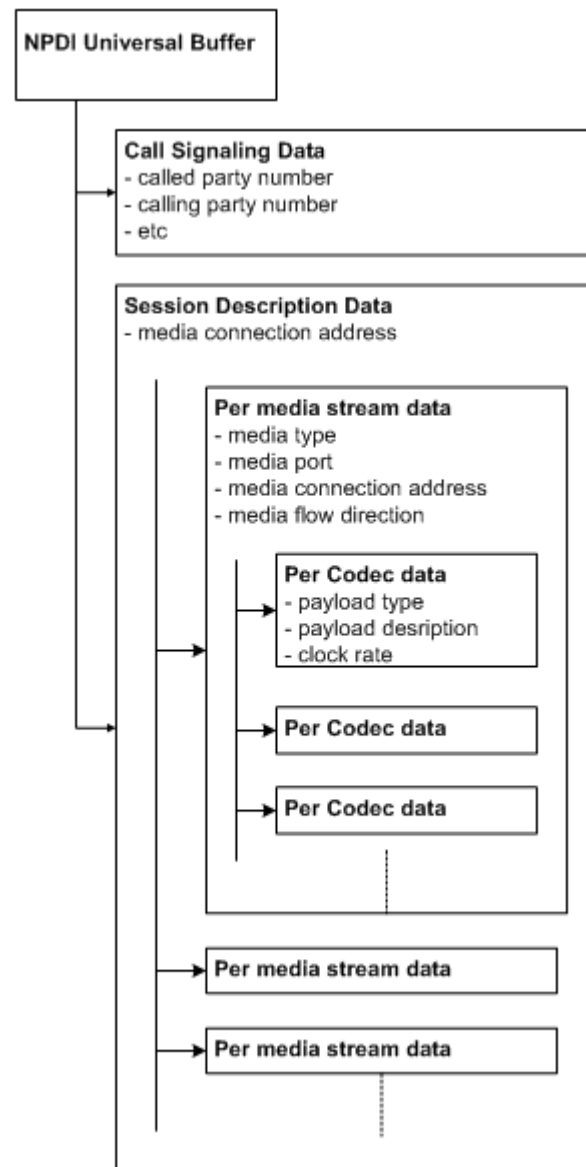 NPDI Universal Buffer
Call Signaling Data
- called party number
- calling party number
- etc
Session Description Data
- media connection address
Per media stream data
- media type
- media port
- media connection address
- media flow direction
Per Codec data
- payload type
- payload desription
- clock rate
Per Codec data
Per Codec data
Per media stream data
Per media stream data